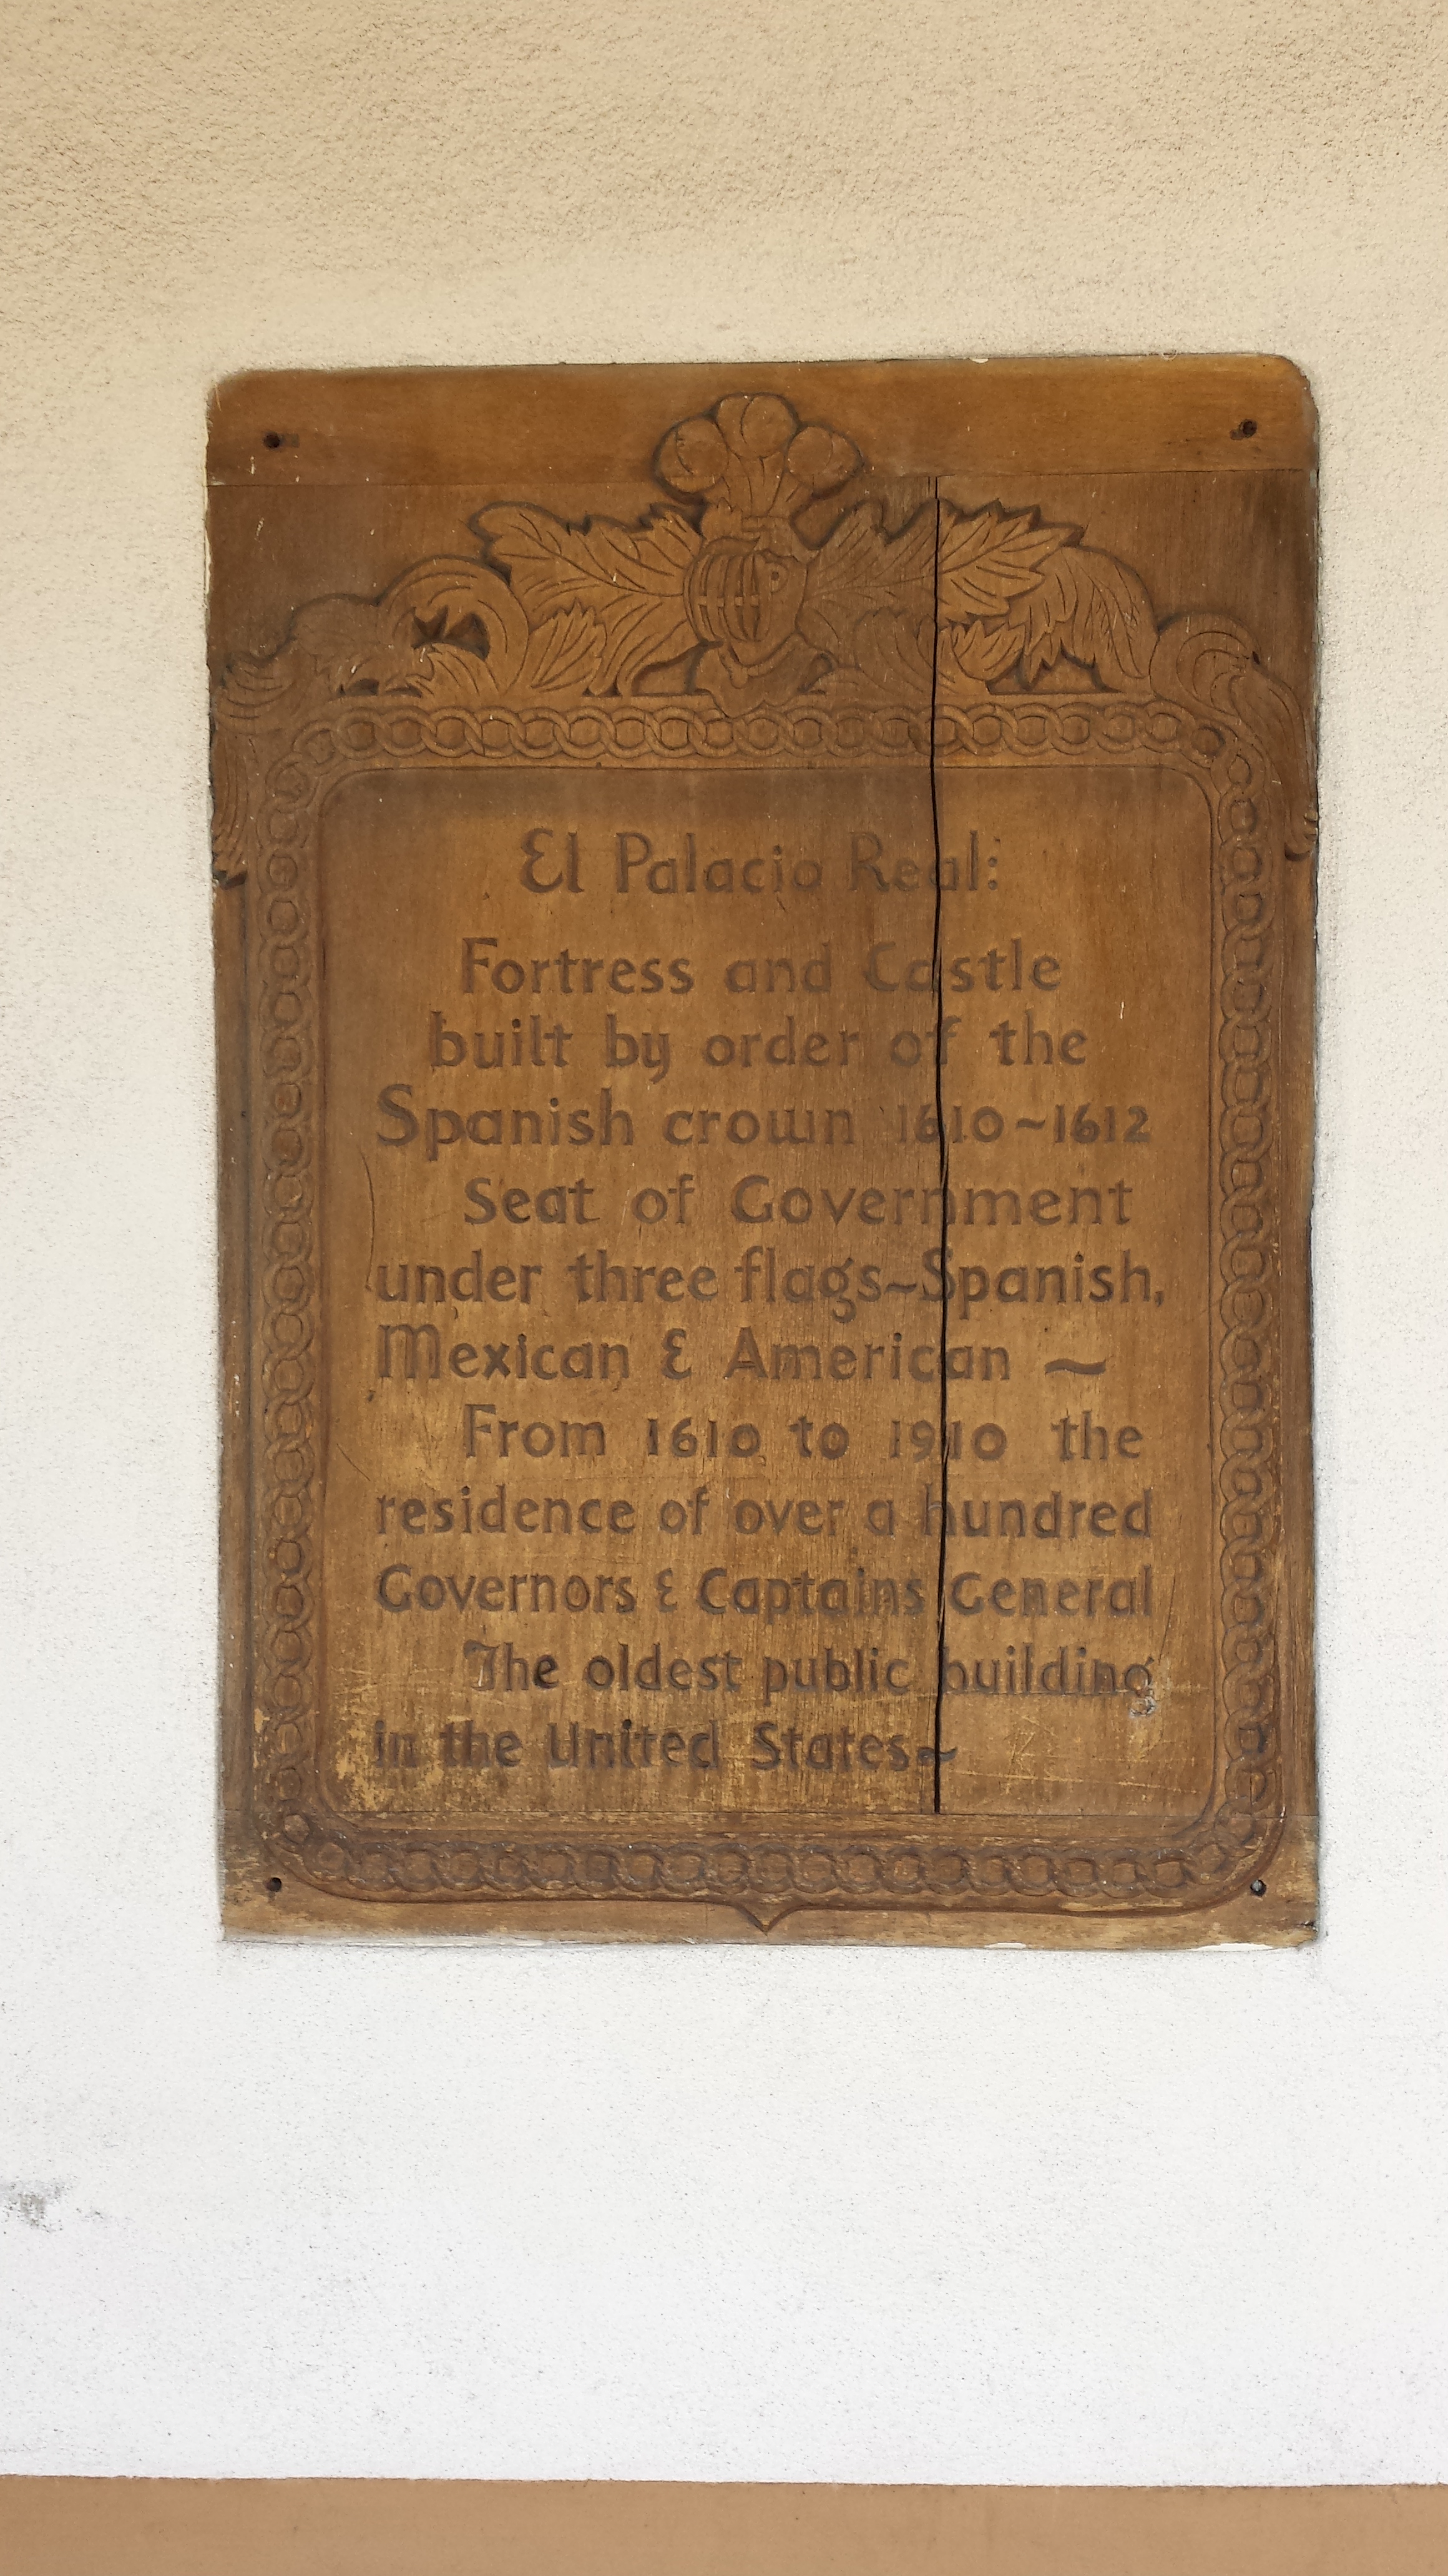 El Palacio Real:
Fortress and Castle
built by order of the
Spanish crown 1610~1612
Seat of Government
under three flags~Spanish,
Mexican & American ~
From 1610 to 1910 the
residence of over a hundred
Governors & Captains General
The oldest public building
in the United States~